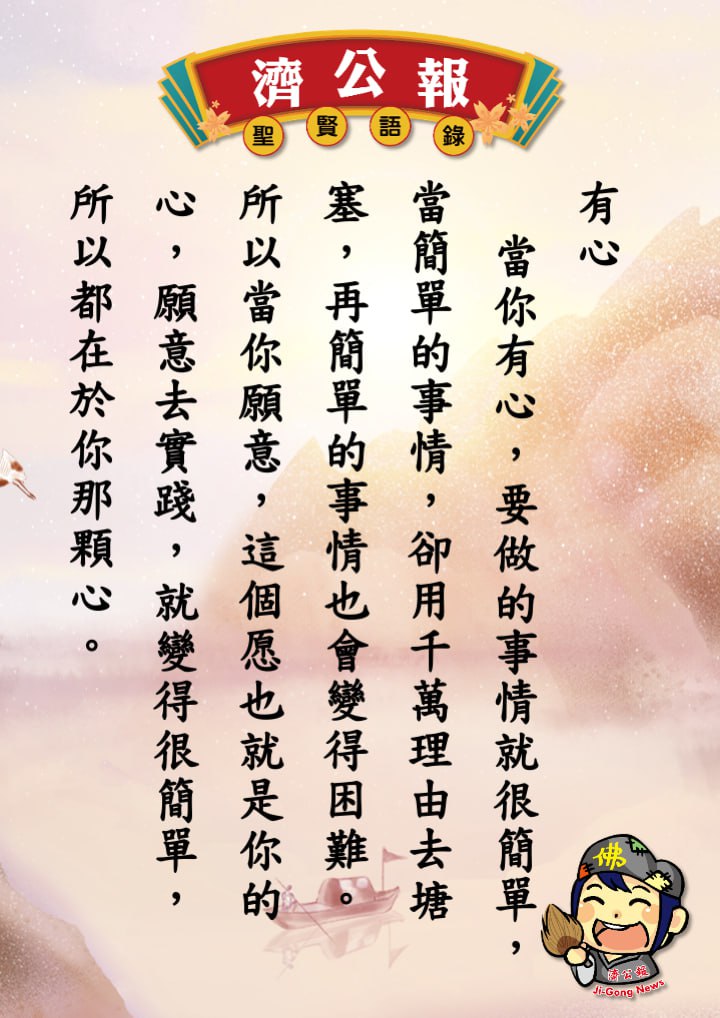 濟公報
聖賢語錄
有心
當你有心，要做的事情就很簡單，
當簡單的事情，卻用千萬理由去塘
塞，再簡單的事情也會變得困難。
所以當你願意，這個愿也就是你的
心，願意去實踐，就變得很簡單，
所以都在於你那顆心。
佛
濟公報
Ji-Gong News